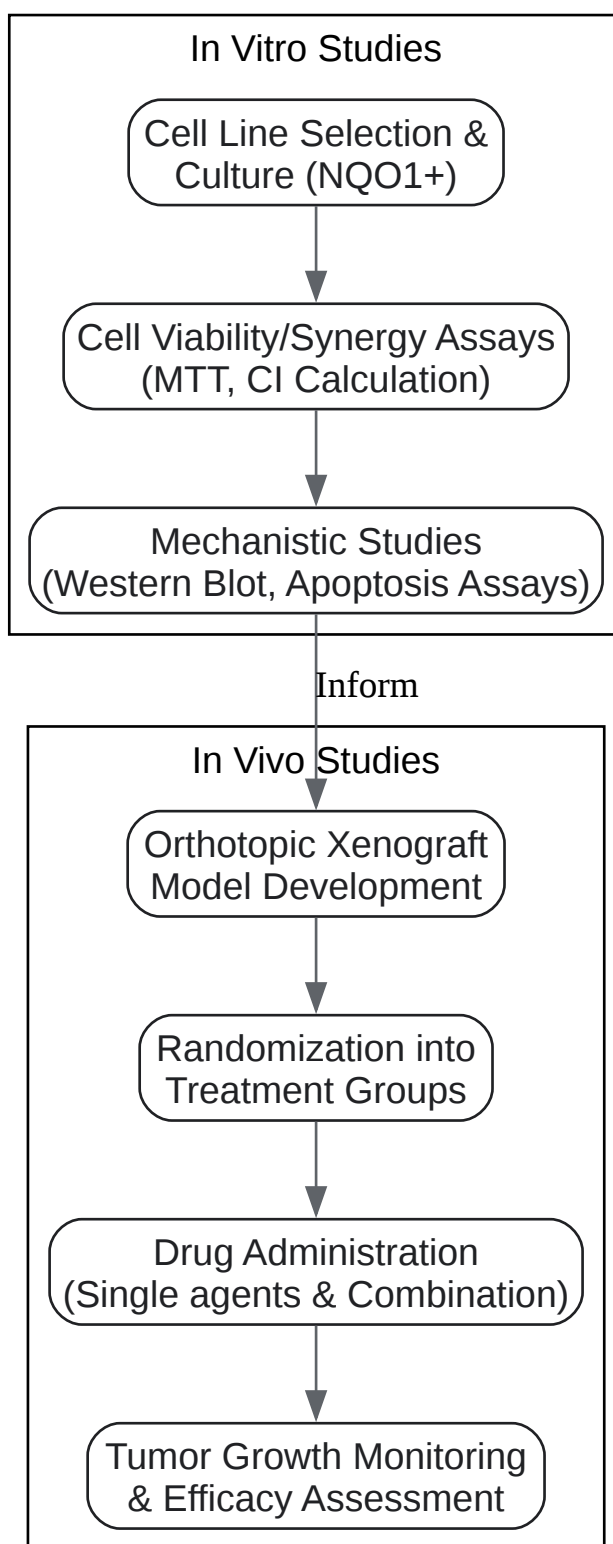 In Vitro Studies
Cell Line Selection &
Culture (NQO1+)
Cell Viability/Synergy Assays
(MTT, CI Calculation)
Mechanistic Studies
(Western Blot, Apoptosis Assays)
Inform
In Vivo Studies
Orthotopic Xenograft
Model Development
Randomization into
Treatment Groups
Drug Administration
(Single agents & Combination)
Tumor Growth Monitoring
& Efficacy Assessment